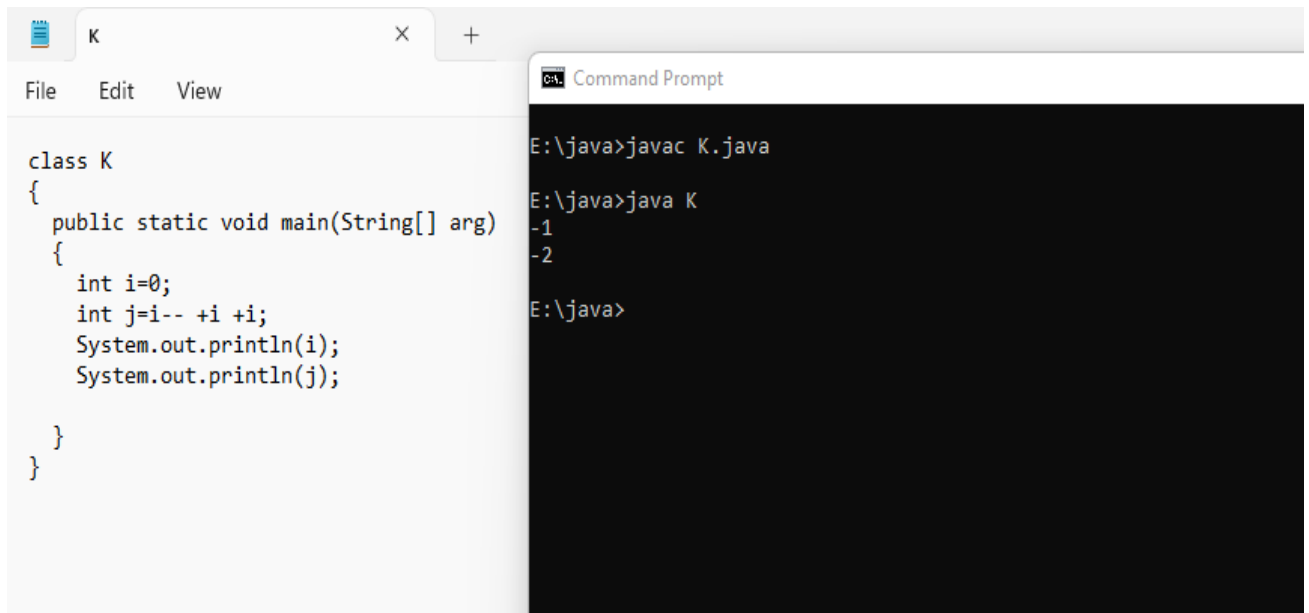 K × +
File Edit View
class K
{
public static void main(String[] arg)
{
int i=0;
int j=i-- +i +i;
System.out.println(i);
System.out.println(j);
}
}
Command Prompt
E:\java>javac K.java
E:\java>java K
-1
-2
E:\java>